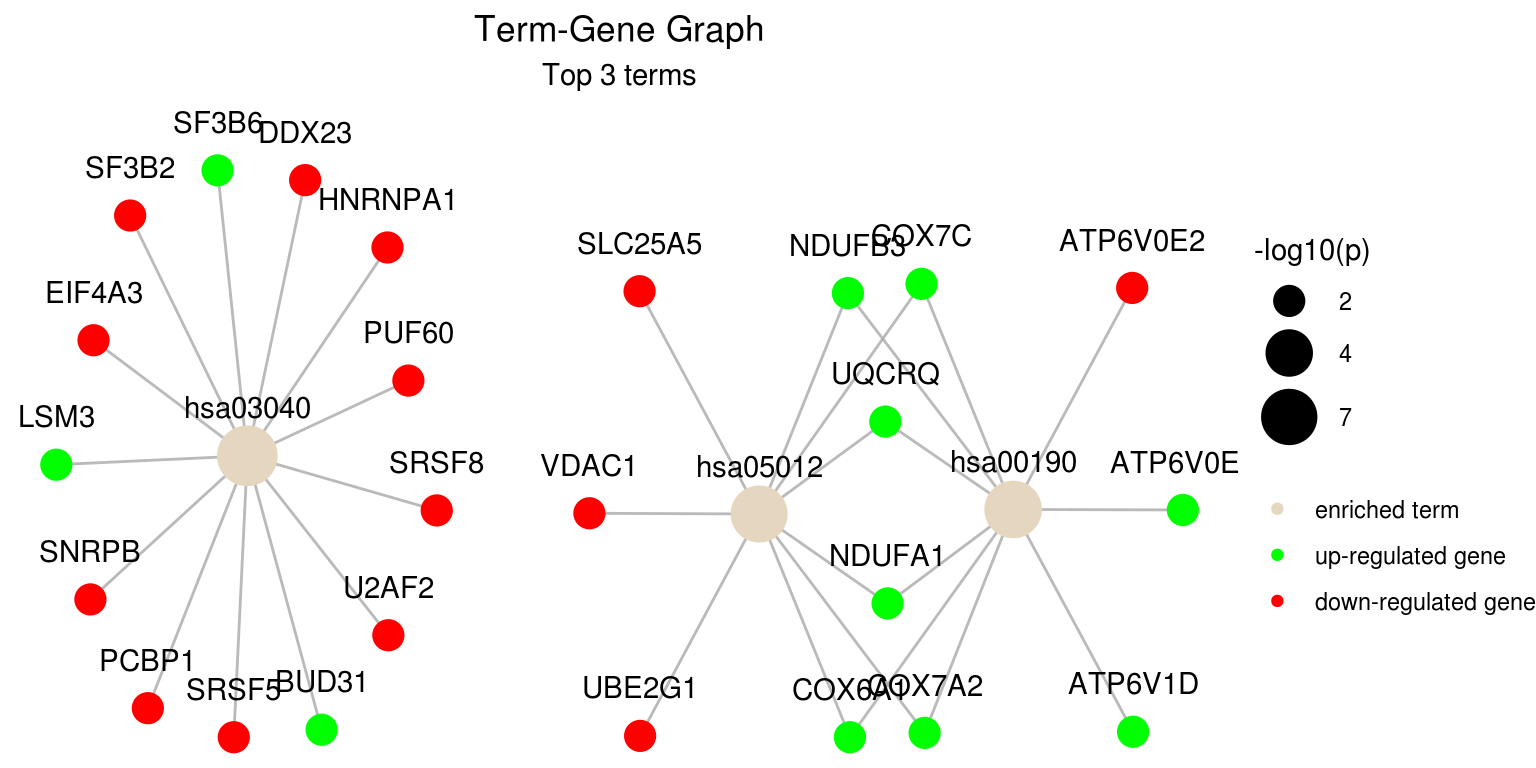 Term-Gene Graph
Top 3 terms
SF3B6
DDX23
SF3B2
HNRNPA1
EIF4A3
PUF60
hsa03040
LSM3
SRSF8
SNRPB
U2AF2
PCBP1
SRSF5
BUD31
SLC25A5
NDUFB3
COX7C
ATP6V0E2
UQCRQ
VDAC1
hsa05012
hsa00190
ATP6V0E
NDUFA1
UBE2G1
COX6A1
COX7A2
ATP6V1D
-log10(p)
2
4
7
enriched term
up-regulated gene
down-regulated gene